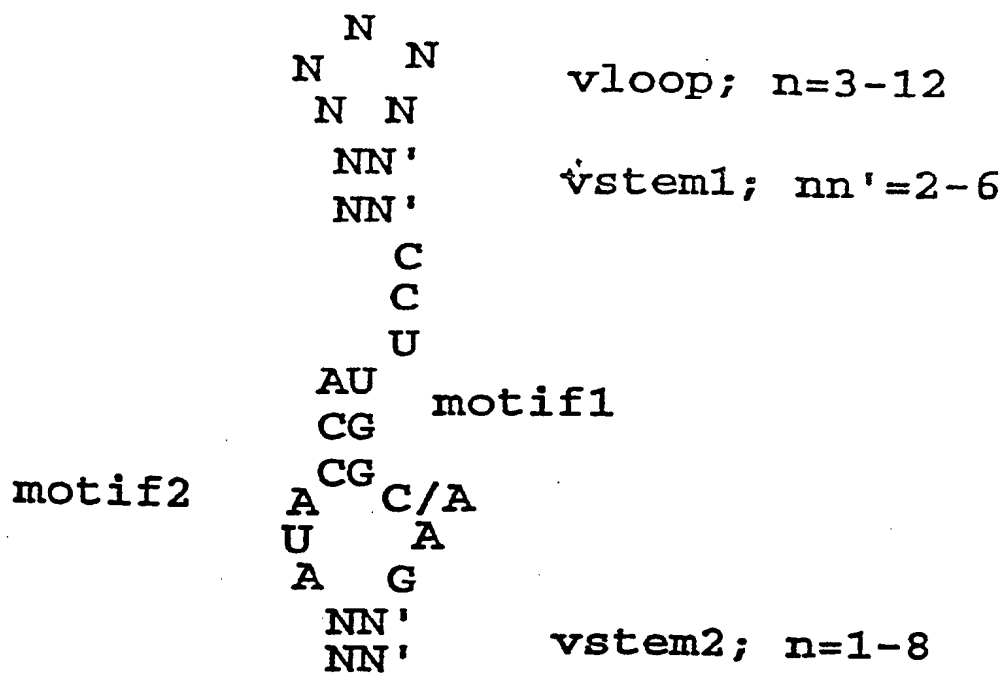 N
N N
N N
vloop; n=3-12
NN'
NN'
vstem1; nn'=2-6
C
C
U
AU
CG
CG
motif1
motif2
A C/A
U A
A G
NN'
NN'
vstem2; n=1-8